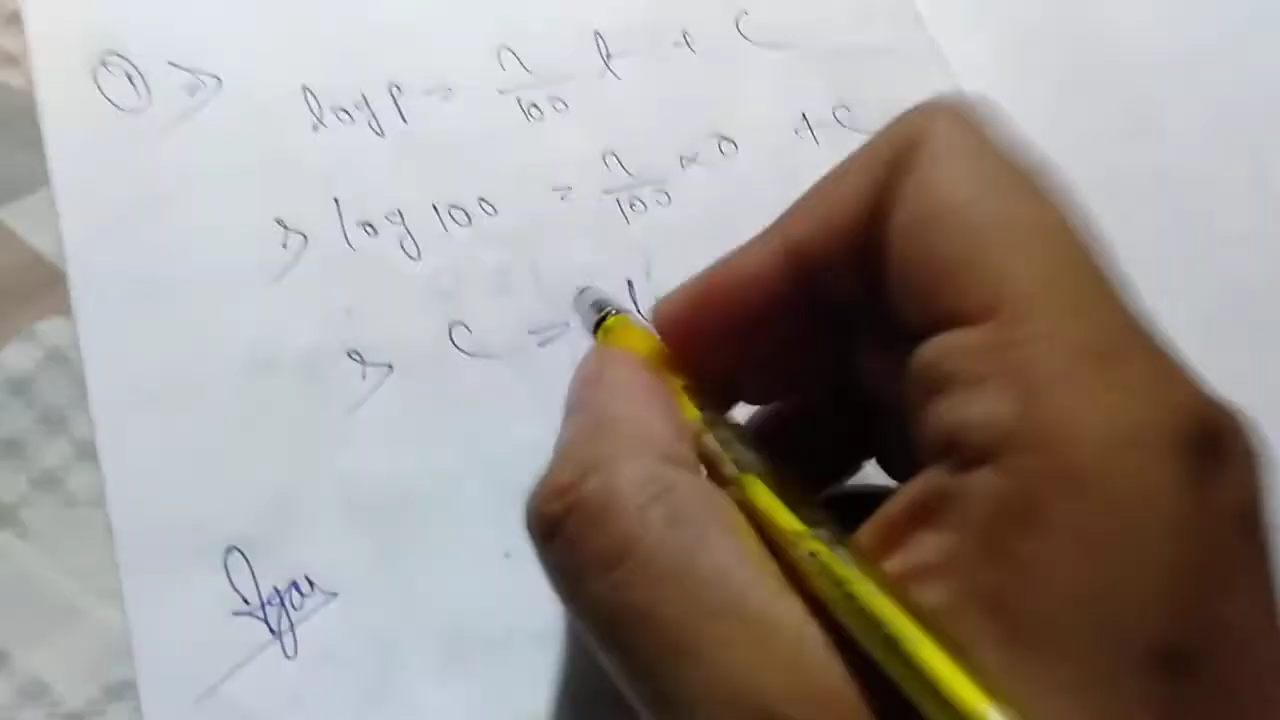 ① ⇒ log P = r/100 t + C
⇒ log 100 = r/100 × 0 + C
⇒ C = l